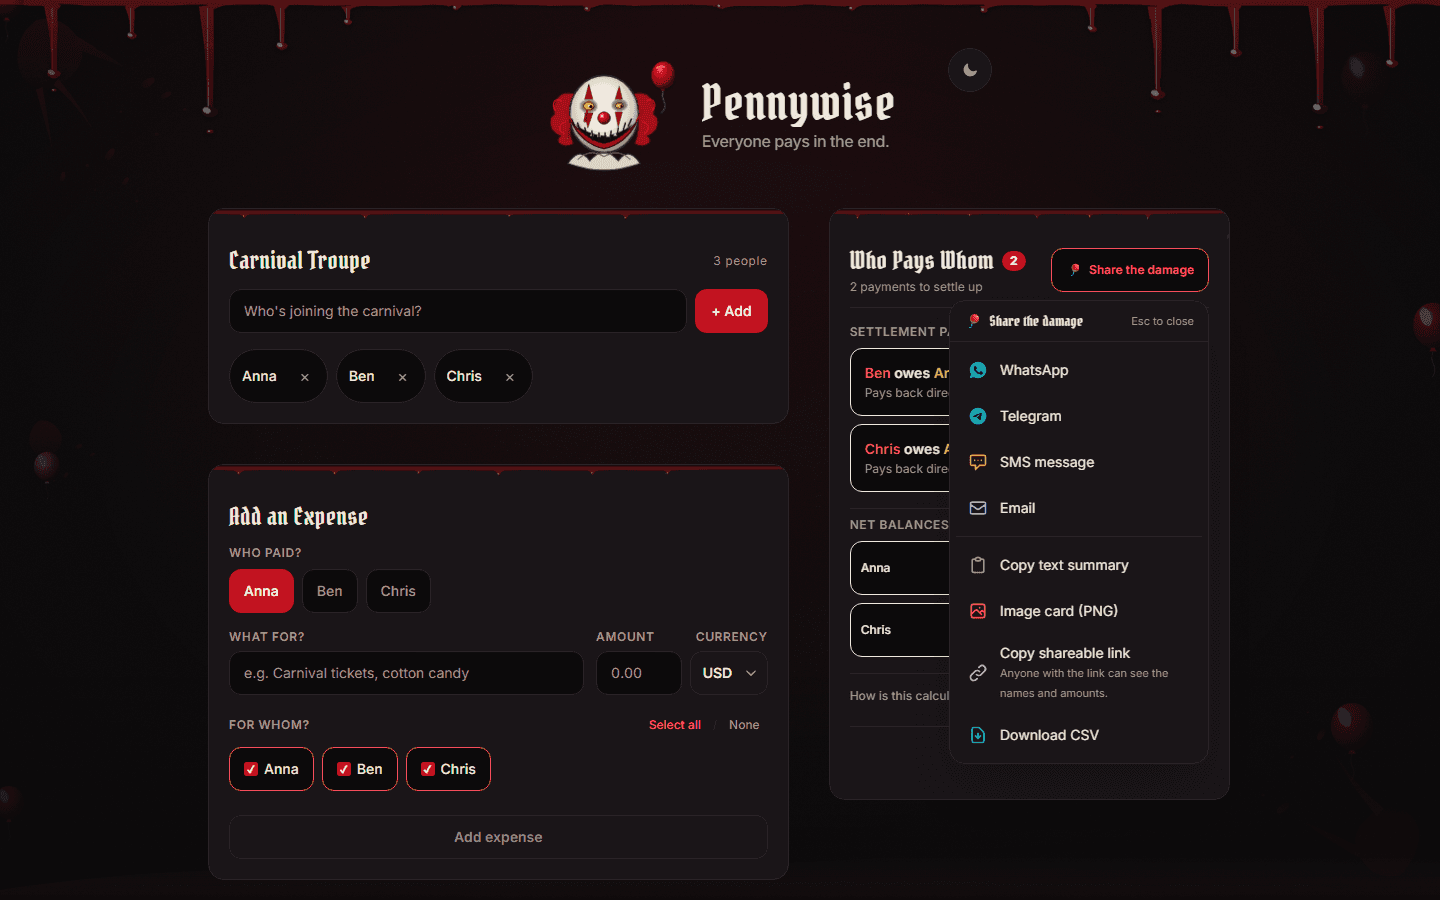 Pennywise
Everyone pays in the end.
Carnival Troupe
3 people
Who's joining the carnival?
+ Add
Anna ×
Ben ×
Chris ×
Add an Expense
WHO PAID?
Anna
Ben
Chris
WHAT FOR?
AMOUNT
CURRENCY
e.g. Carnival tickets, cotton candy
0.00
USD
FOR WHOM?
Select all / None
Anna
Ben
Chris
Add expense
Who Pays Whom 2
2 payments to settle up
Share the damage
SETTLEMENT
Ben owes
Pays back
Chris owes
Pays back
NET BALANCES
Anna
Chris
How is this
Share the damage
Esc to close
WhatsApp
Telegram
SMS message
Email
Copy text summary
Image card (PNG)
Copy shareable link
Anyone with the link can see the
names and amounts.
Download CSV